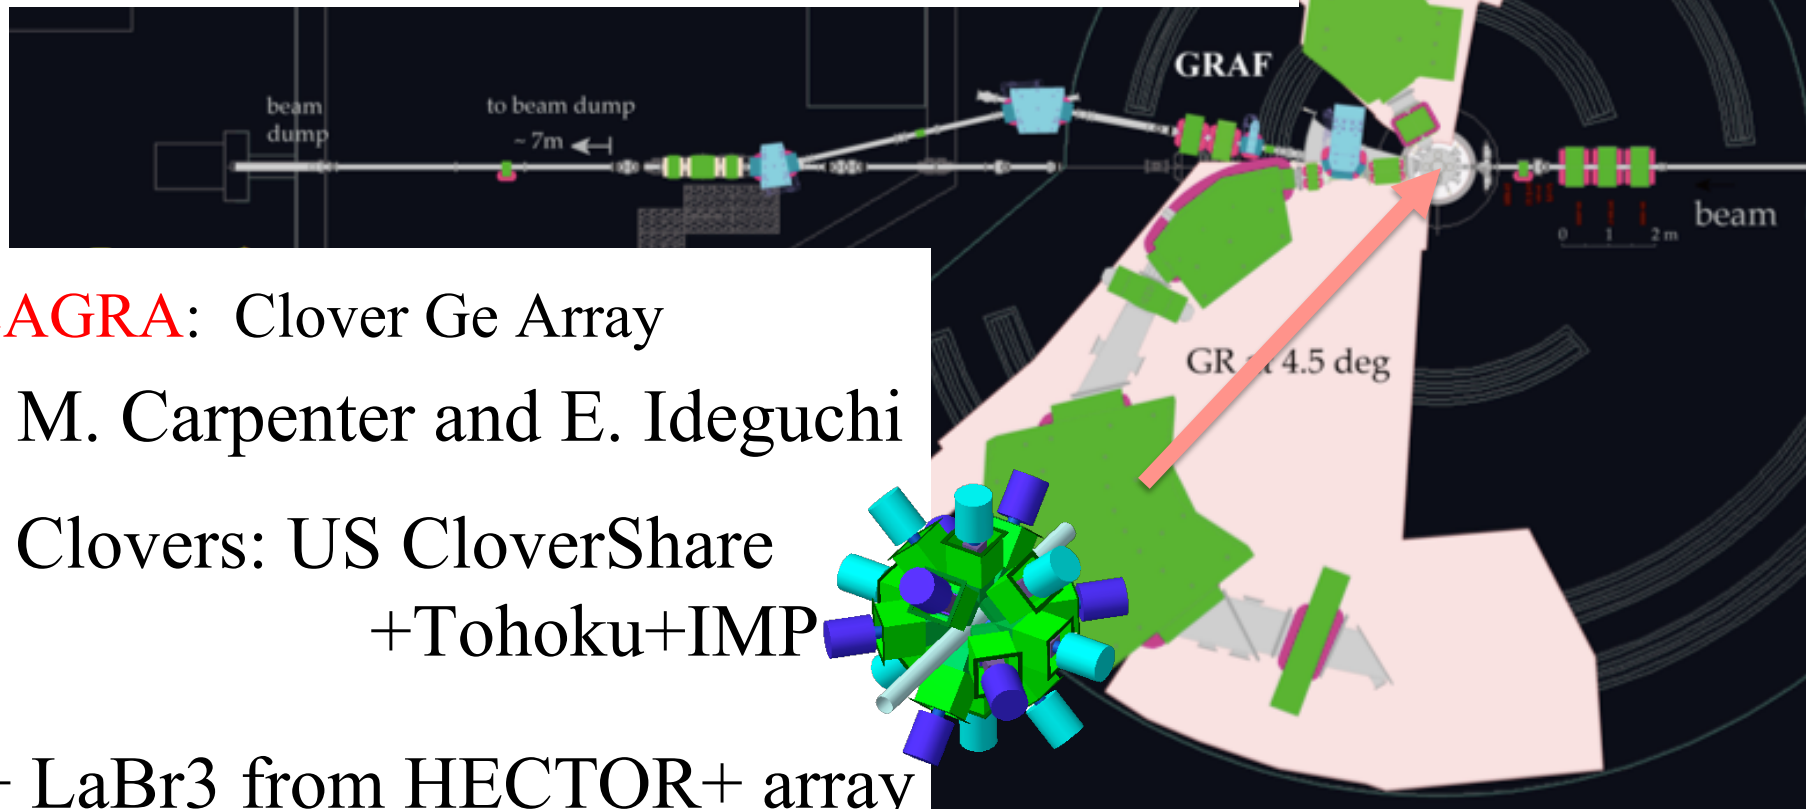 GRAF
beam
dump
to beam dump
~ 7m
beam
0 1 2 m
GR at 4.5 deg
AGRA: Clover Ge Array
M. Carpenter and E. Ideguchi
Clovers: US CloverShare
+Tohoku+IMP
+ LaBr3 from HECTOR+ array